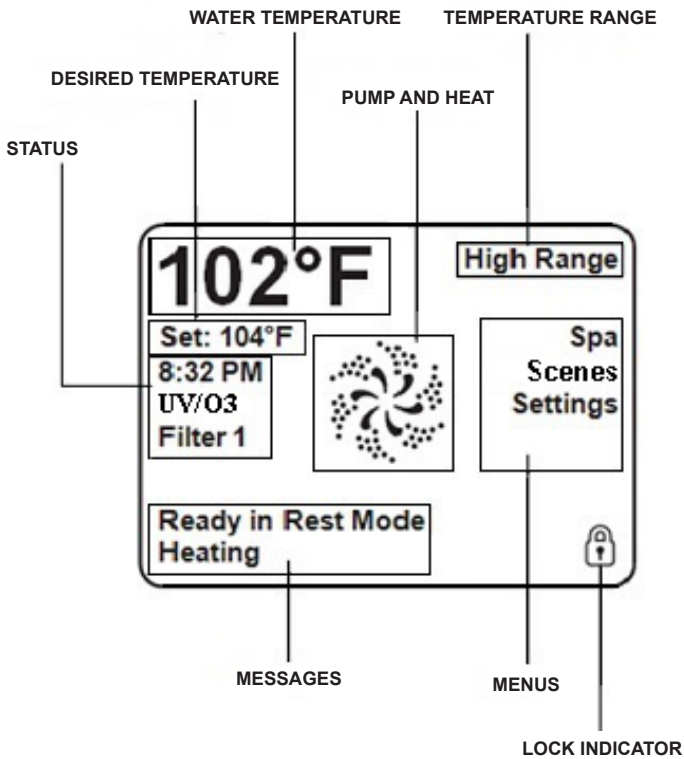 WATER TEMPERATURE
TEMPERATURE RANGE
DESIRED TEMPERATURE
PUMP AND HEAT
STATUS
102°F
High Range
Set: 104°F
8:32 PM
UV/O3
Filter 1
Spa
Scenes
Settings
Ready in Rest Mode
Heating
MESSAGES
MENUS
LOCK INDICATOR